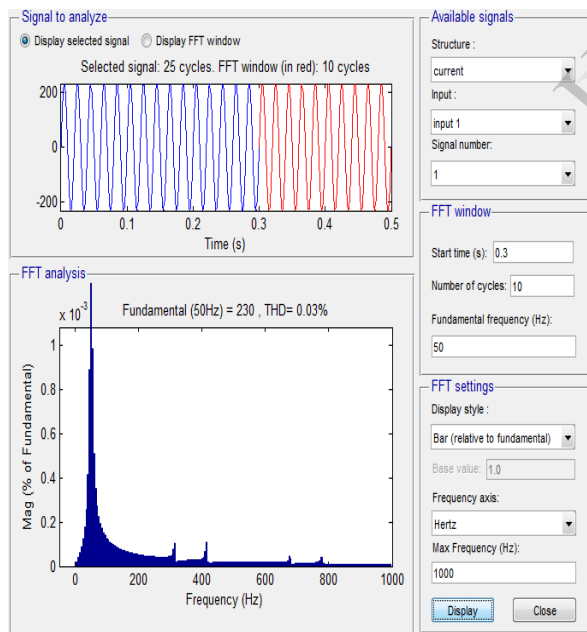 Signal to analyze
Display selected signal Display FFT window
Selected signal: 25 cycles. FFT window (in red): 10 cycles
200
0
-200
0 0.1 0.2 0.3 0.4 0.5
Time (s)
FFT analysis
x 10^-3
Fundamental (50Hz) = 230 , THD= 0.03%
1
0.8
0.6
0.4
0.2
0
Mag (% of Fundamental)
0 200 400 600 800 1000
Frequency (Hz)
Available signals
Structure :
current
Input :
input 1
Signal number:
1
FFT window
Start time (s): 0.3
Number of cycles: 10
Fundamental frequency (Hz):
50
FFT settings
Display style :
Bar (relative to fundamental)
Base value: 1.0
Frequency axis:
Hertz
Max Frequency (Hz):
1000
Display Close